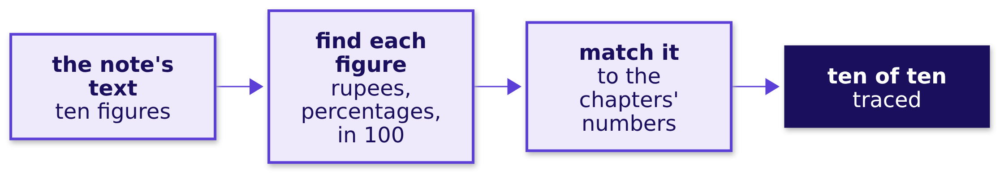 the note's
text
ten figures
find each
figure
rupees,
percentages,
in 100
match it
to the
chapters'
numbers
ten of ten
traced